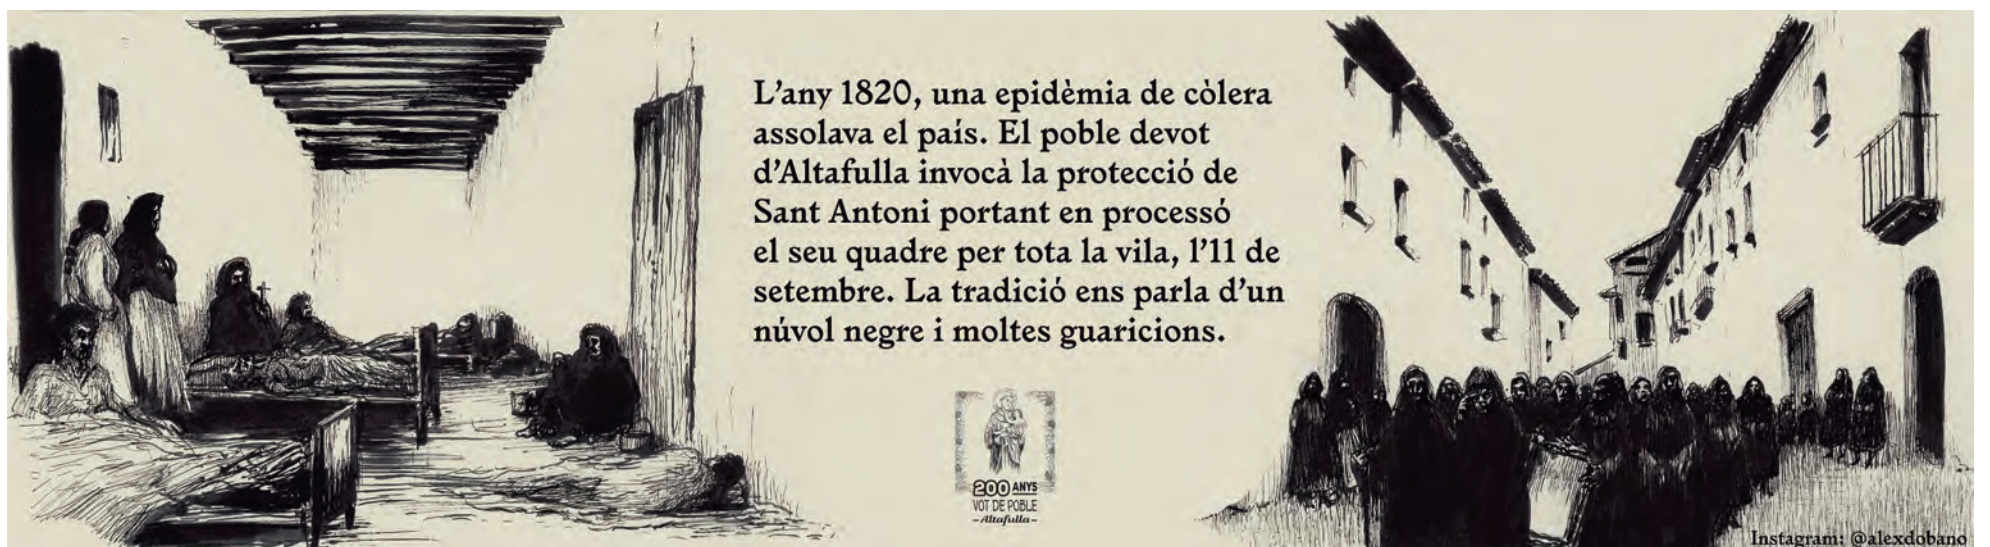 L'any 1820, una epidèmia de còlera
assolava el país. El poble devot
d'Altafulla invocà la protecció de
Sant Antoni portant en processó
el seu quadre per tota la vila, l'11 de
setembre. La tradició ens parla d'un
núvol negre i moltes guaricions.
200 ANYS
VOT DE POBLE
-Altafulla-
Instagram: @alexdobano